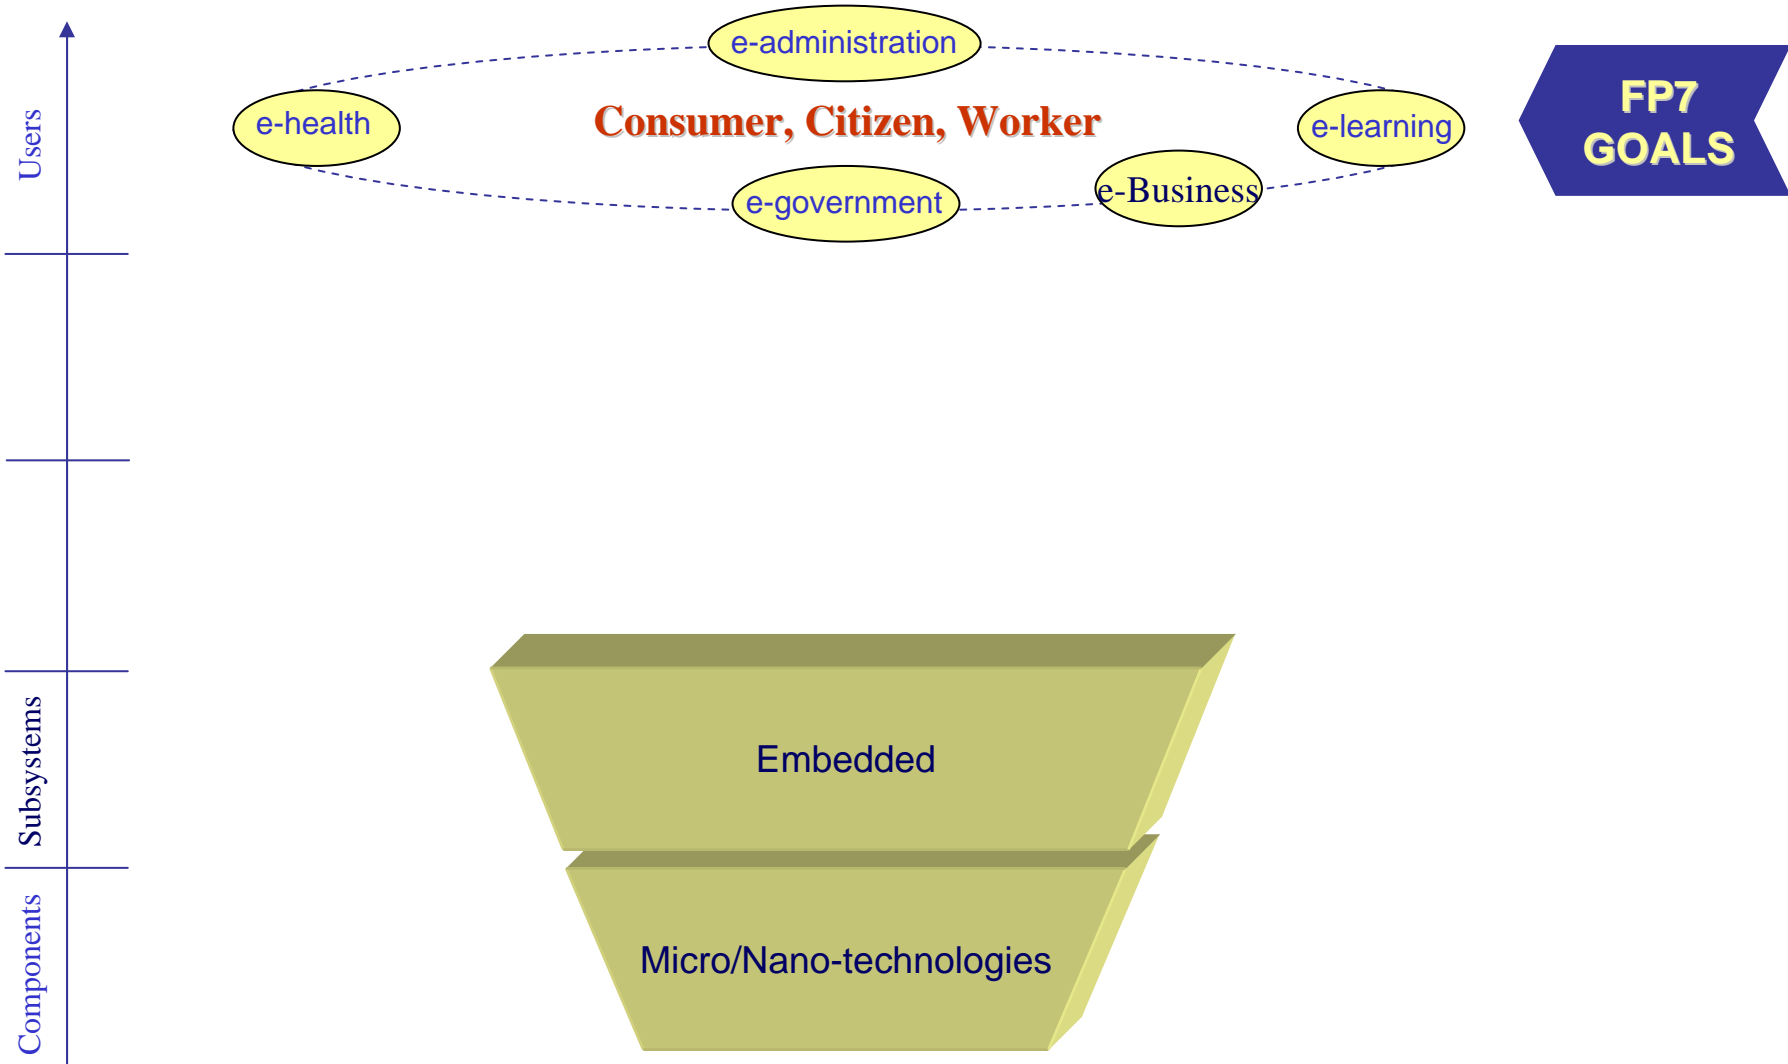 e-administration
FP7
GOALS
Users
e-health
Consumer, Citizen, Worker
e-learning
e-government
e-Business
Subsystems
Embedded
Components
Micro/Nano-technologies